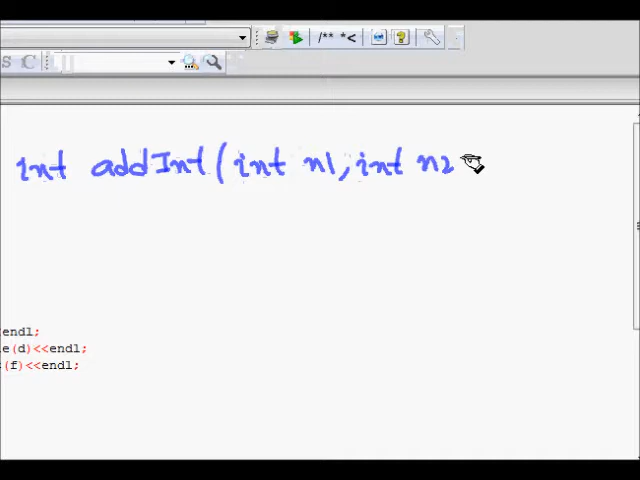 /** *<
S C
int addInt(int n1, int n2
endl;
e(d)<<endl;
(f)<<endl;